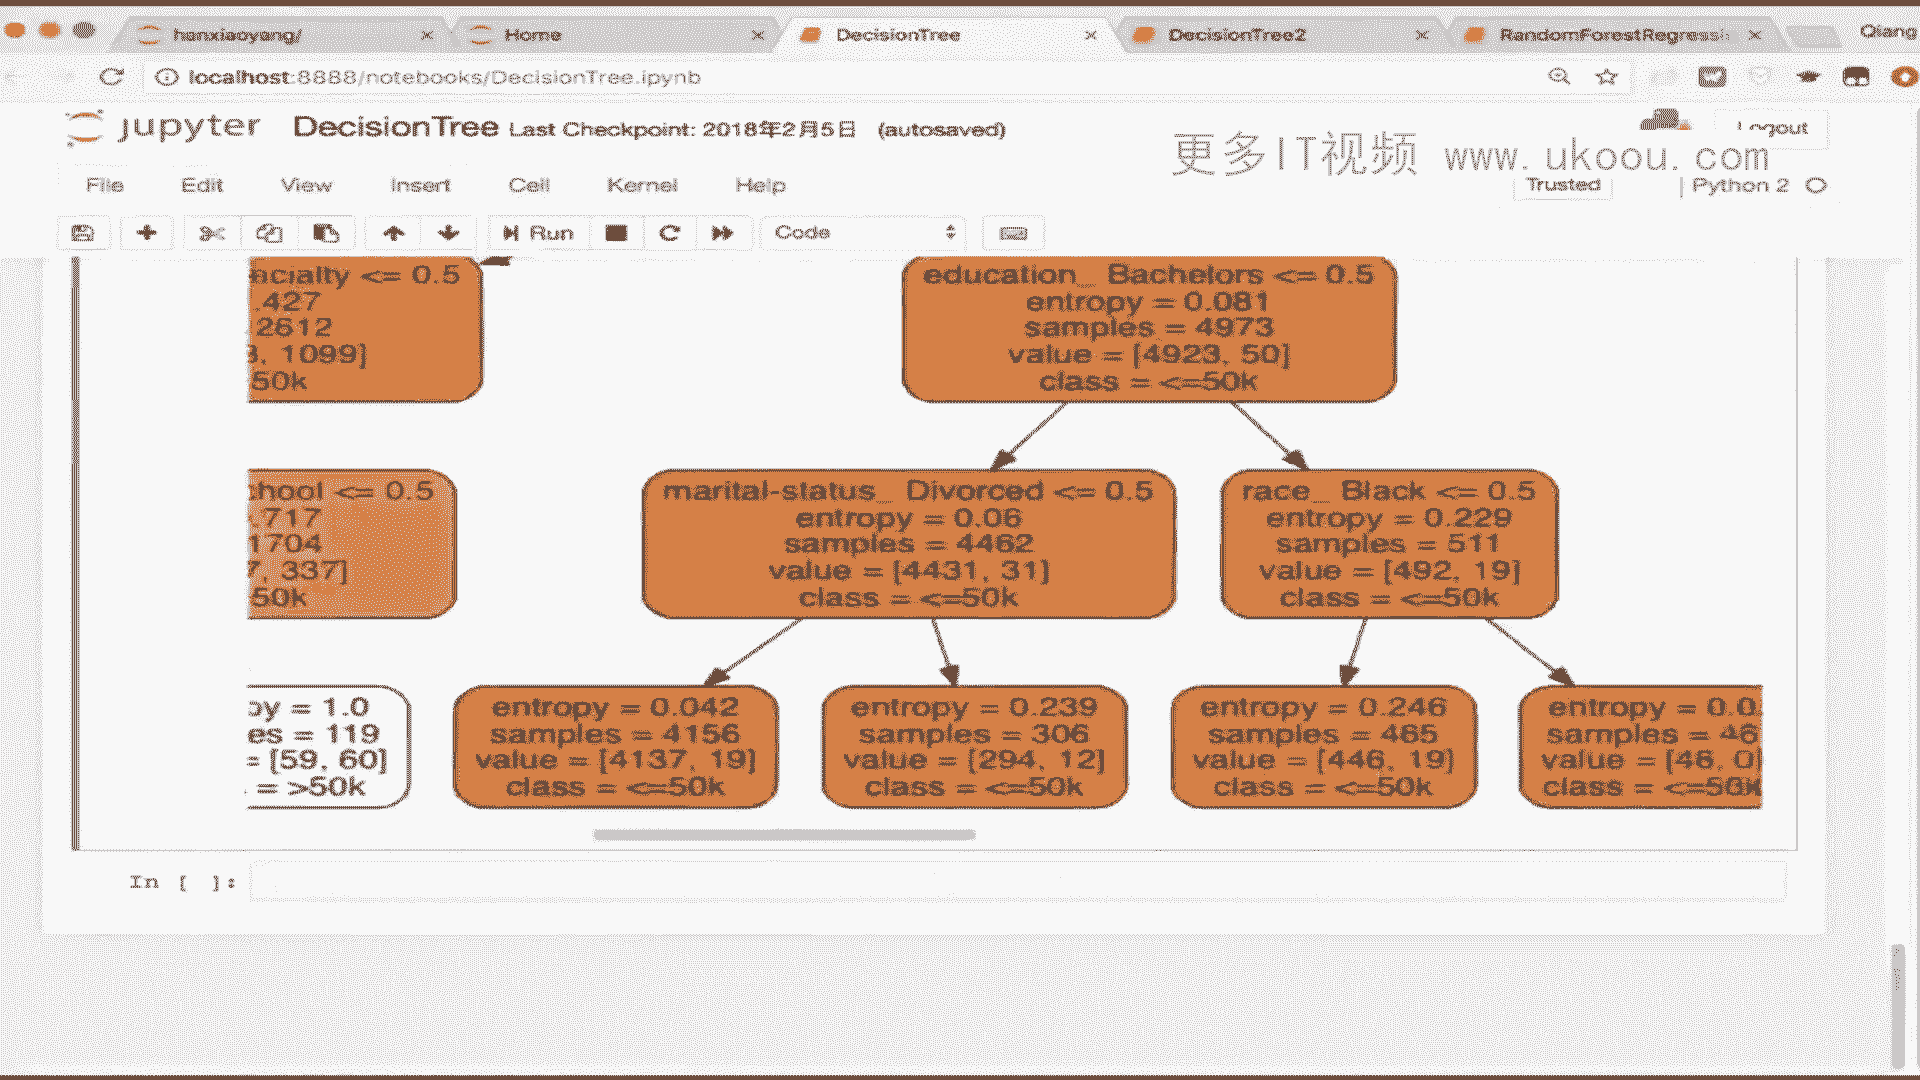 hanxiaoyang/
Home
DecisionTree
DecisionTree2
RandomForestRegressi
Qiang
localhost:8888/notebooks/DecisionTree.ipynb
jupyter DecisionTree Last Checkpoint: 2018年2月5日 (autosaved)
Logout
更多IT视频 www.ukoou.com
File Edit View Insert Cell Kernel Help
Trusted
Python 2
Run
Code
ecialty <= 0.5
.427
2612
, 1099]
50k
education_ Bachelors <= 0.5
entropy = 0.081
samples = 4973
value = [4923, 50]
class = <=50k
hool <= 0.5
.717
1704
7, 337]
50k
marital-status_ Divorced <= 0.5
entropy = 0.06
samples = 4462
value = [4431, 31]
class = <=50k
race_ Black <= 0.5
entropy = 0.229
samples = 511
value = [492, 19]
class = <=50k
py = 1.0
es = 119
= [59, 60]
= >50k
entropy = 0.042
samples = 4156
value = [4137, 19]
class = <=50k
entropy = 0.239
samples = 306
value = [294, 12]
class = <=50k
entropy = 0.246
samples = 465
value = [446, 19]
class = <=50k
entropy = 0.0
samples = 46
value = [46, 0]
class = <=50k
In [ ]: